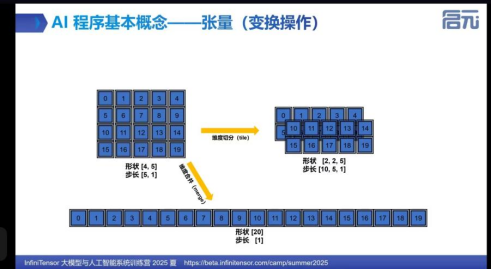 AI 程序基本概念——张量（变换操作）
启元
0 1 2 3 4
5 6 7 8 9
10 11 12 13 14
15 16 17 18 19
形状 [4, 5]
步长 [5, 1]
维度切分（tile）
0 1 2 3 4
5
10 11 12 13 14
15 16 17 18 19
形状 [2, 2, 5]
步长 [10, 5, 1]
维度合并（merge）
0 1 2 3 4 5 6 7 8 9 10 11 12 13 14 15 16 17 18 19
形状 [20]
步长 [1]
InfiniTensor 大模型与人工智能系统训练营 2025 夏 https://beta.infinitensor.com/camp/summer2025